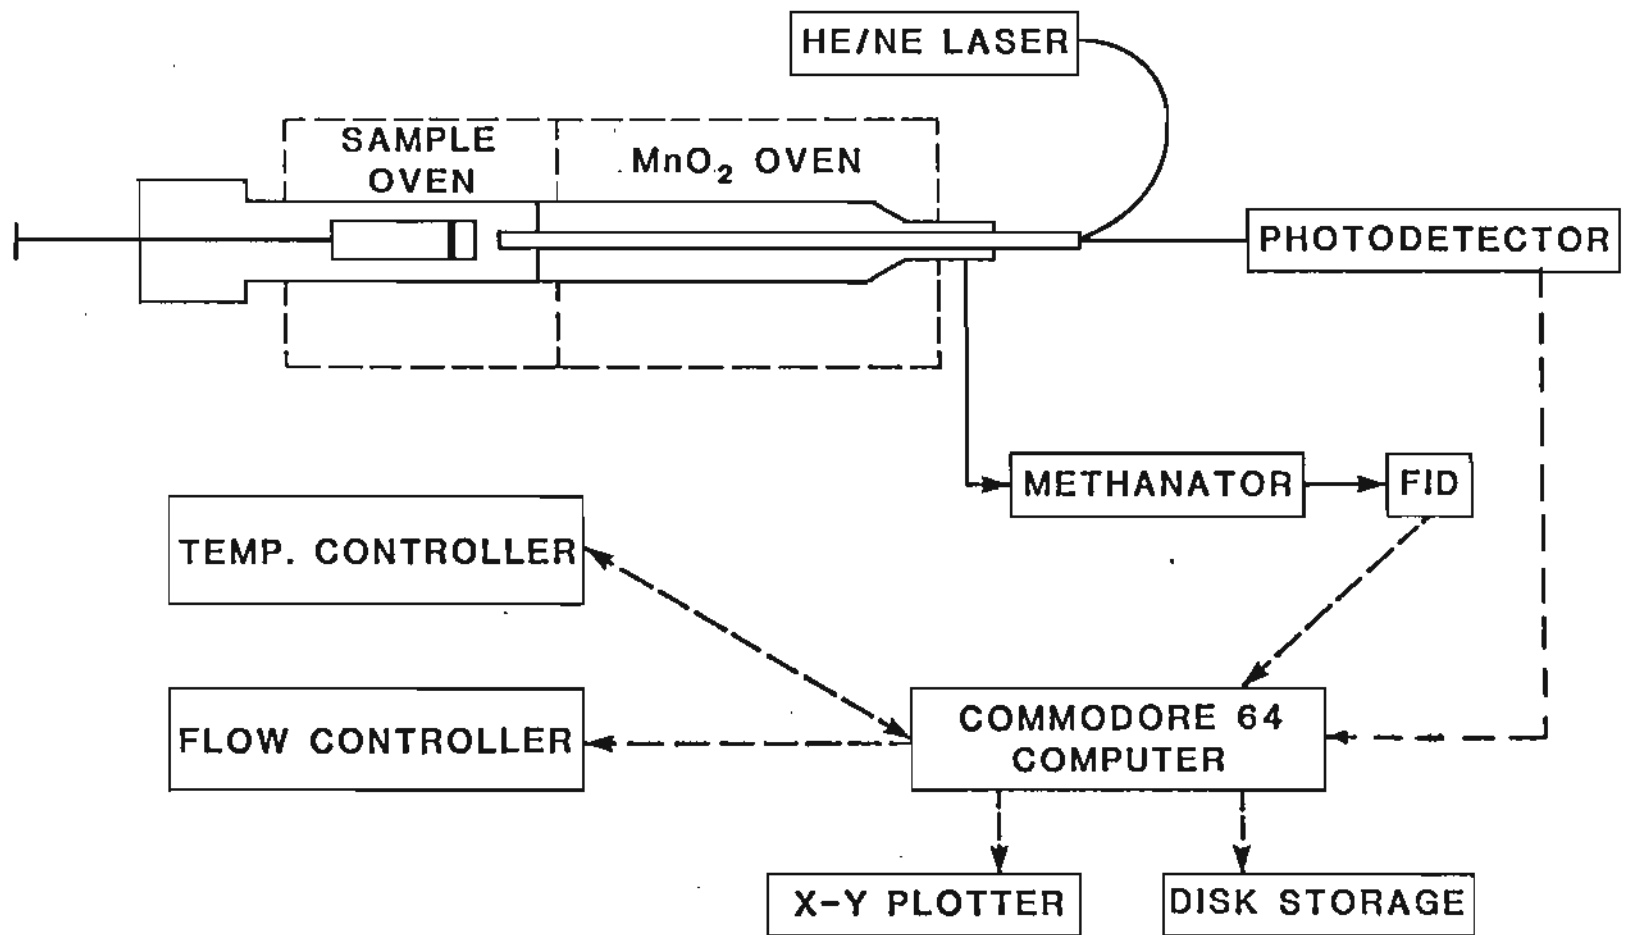 HE/NE LASER
SAMPLE
OVEN
MnO₂ OVEN
PHOTODETECTOR
METHANATOR
FID
TEMP. CONTROLLER
FLOW CONTROLLER
COMMODORE 64
COMPUTER
X-Y PLOTTER
DISK STORAGE